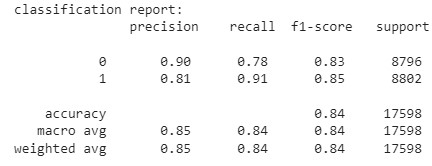 classification report:
precision recall f1-score support
0 0.90 0.78 0.83 8796
1 0.81 0.91 0.85 8802
accuracy 0.84 17598
macro avg 0.85 0.84 0.84 17598
weighted avg 0.85 0.84 0.84 17598